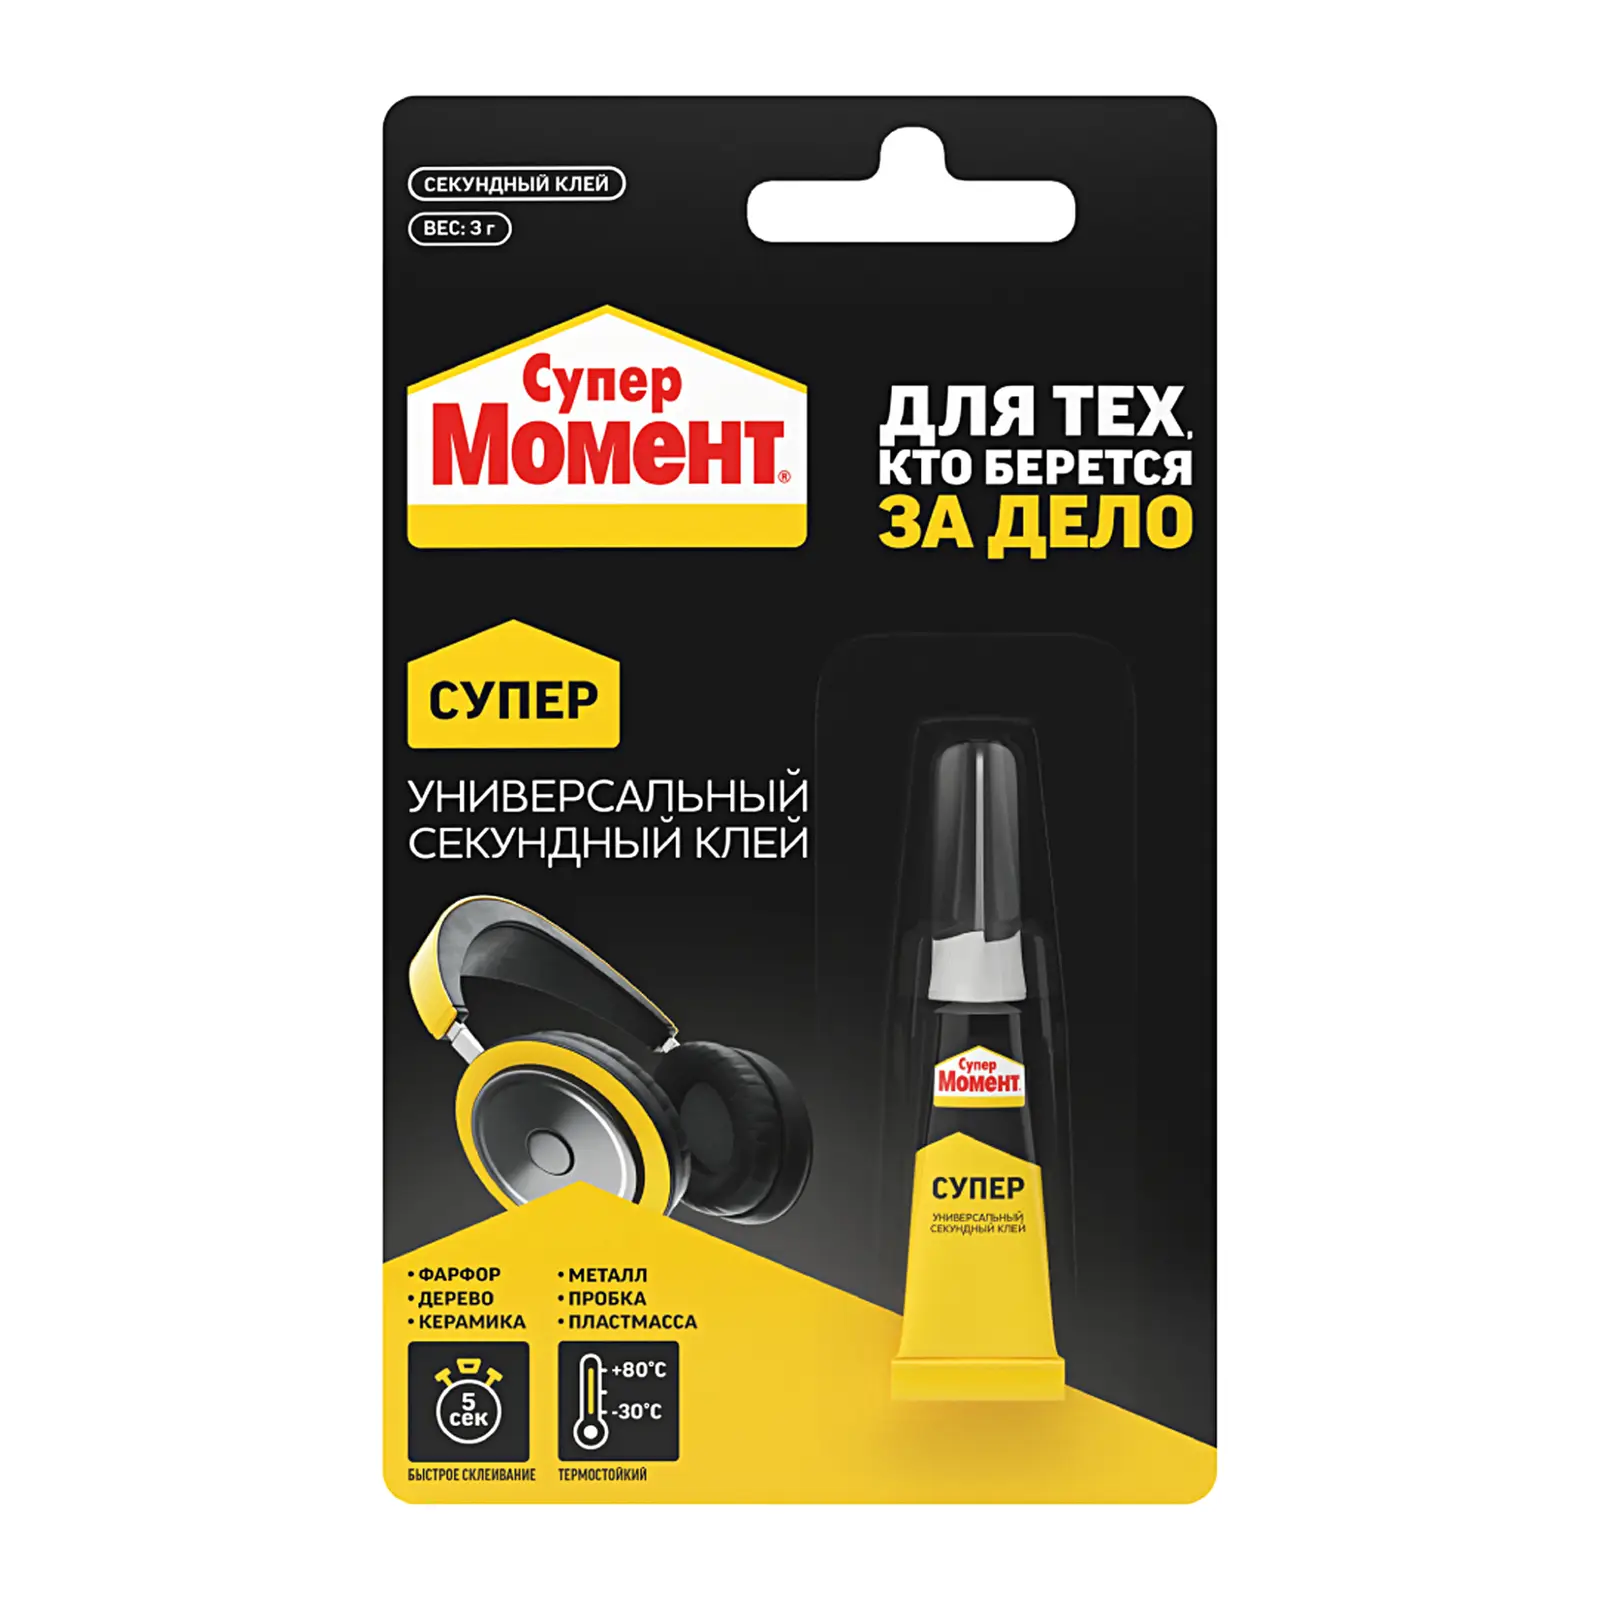 СЕКУНДНЫЙ КЛЕЙ
ВЕС: 3 г
Супер
Момент®
ДЛЯ ТЕХ,
КТО БЕРЕТСЯ
ЗА ДЕЛО
СУПЕР
УНИВЕРСАЛЬНЫЙ
СЕКУНДНЫЙ КЛЕЙ
Супер
Момент
СУПЕР
УНИВЕРСАЛЬНЫЙ
СЕКУНДНЫЙ КЛЕЙ
• ФАРФОР
• ДЕРЕВО
• КЕРАМИКА
• МЕТАЛЛ
• ПРОБКА
• ПЛАСТМАССА
5
сек
БЫСТРОЕ СКЛЕИВАНИЕ
+80°C
-30°C
ТЕРМОСТОЙКИЙ